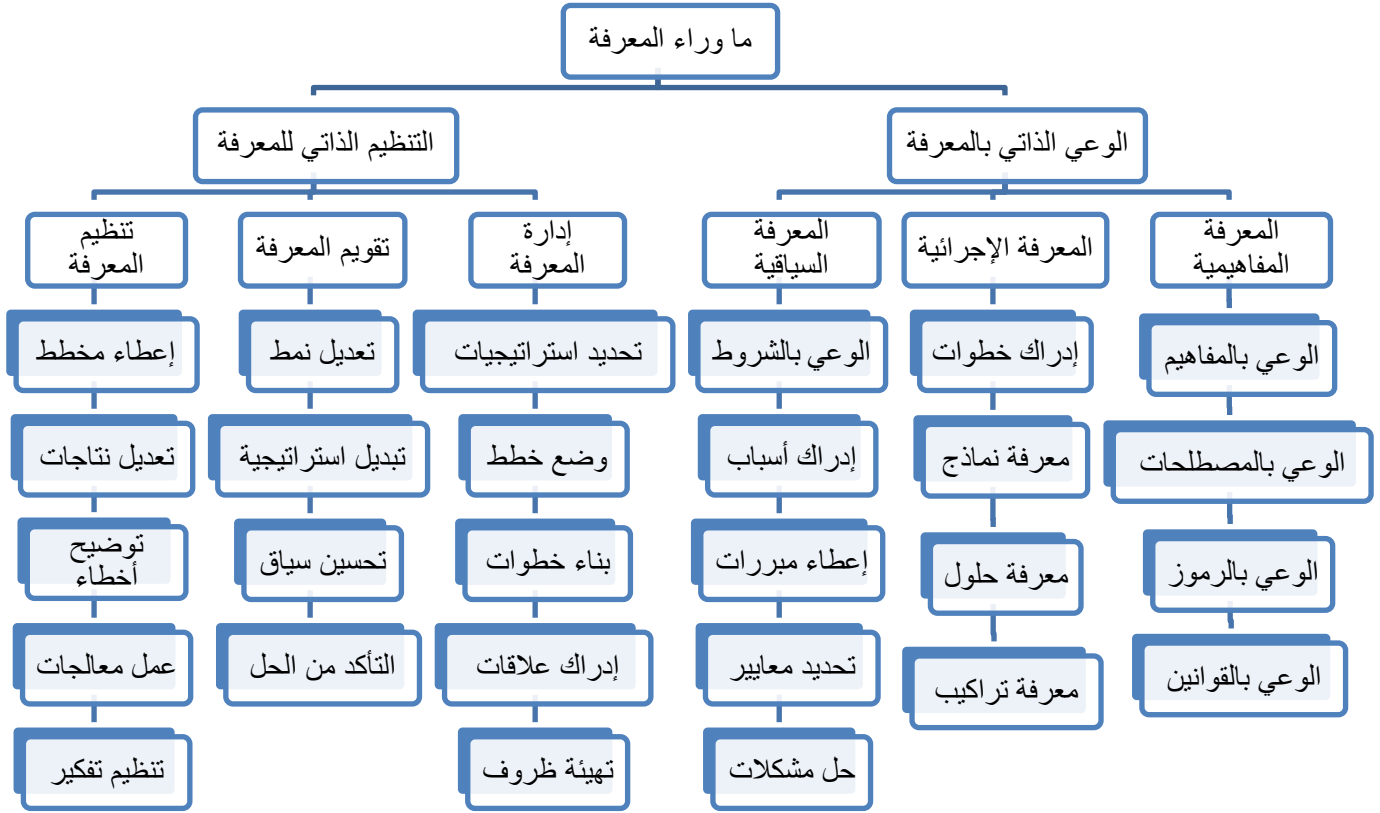 ما وراء المعرفة
الوعي الذاتي بالمعرفة
التنظيم الذاتي للمعرفة
المعرفة
المفاهيمية
المعرفة الإجرائية
المعرفة
السياقية
إدارة
المعرفة
تقويم المعرفة
تنظيم
المعرفة
الوعي بالمفاهيم
الوعي بالمصطلحات
الوعي بالرموز
الوعي بالقوانين
إدراك خطوات
معرفة نماذج
معرفة حلول
معرفة تراكيب
الوعي بالشروط
إدراك أسباب
إعطاء مبررات
تحديد معايير
حل مشكلات
تحديد استراتيجيات
وضع خطط
بناء خطوات
إدراك علاقات
تهيئة ظروف
تعديل نمط
تبديل استراتيجية
تحسين سياق
التأكد من الحل
إعطاء مخطط
تعديل نتاجات
توضيح
أخطاء
عمل معالجات
تنظيم تفكير